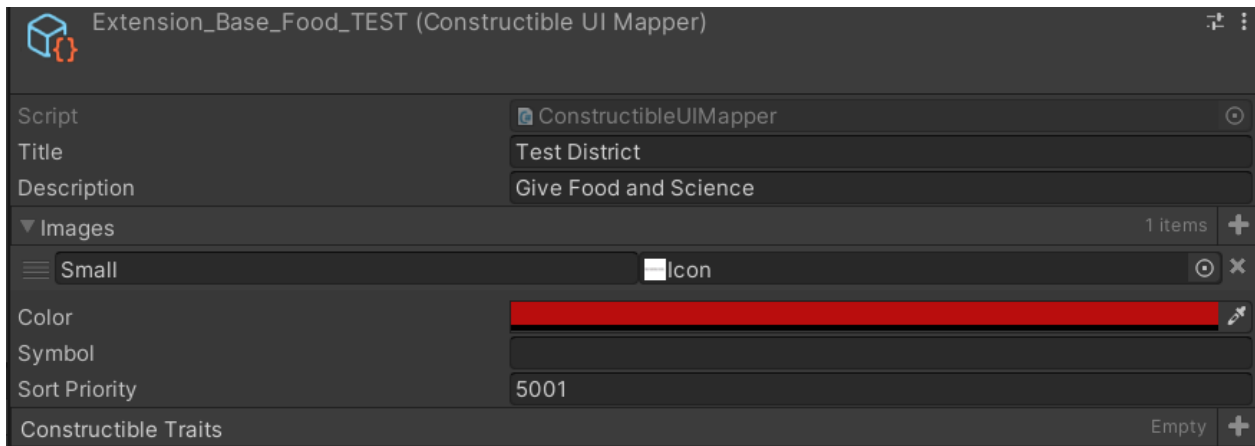 Extension_Base_Food_TEST (Constructible UI Mapper)
Script ConstructibleUIMapper
Title Test District
Description Give Food and Science
Images 1 items
Small Icon
Color
Symbol
Sort Priority 5001
Constructible Traits Empty